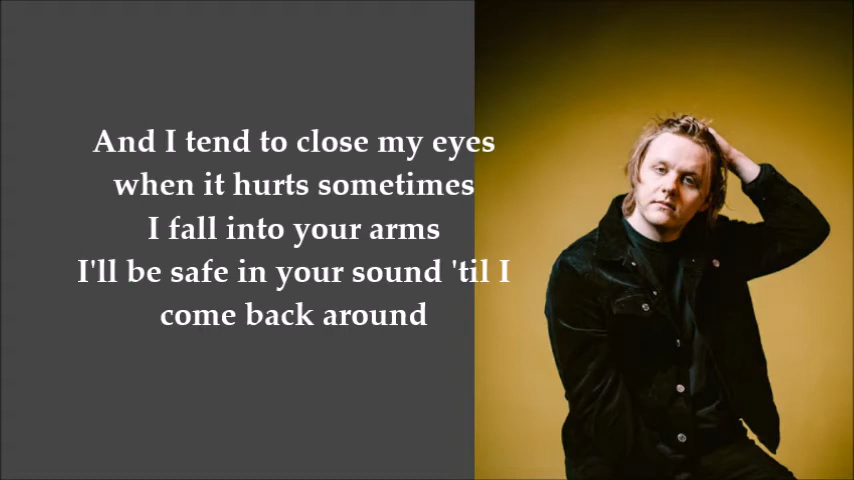 And I tend to close my eyes
when it hurts sometimes
I fall into your arms
I'll be safe in your sound 'til I
come back around